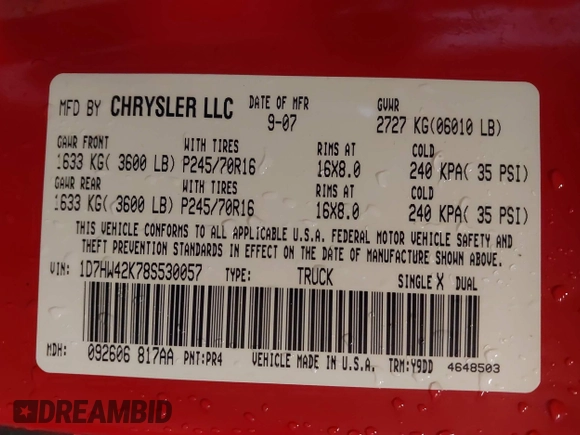 MFD BY CHRYSLER LLC DATE OF MFR 9-07 GVWR 2727 KG(06010 LB)
GAWR FRONT WITH TIRES RIMS AT COLD
1633 KG( 3600 LB) P245/70R16 16X8.0 240 KPA( 35 PSI)
GAWR REAR WITH TIRES RIMS AT COLD
1633 KG( 3600 LB) P245/70R16 16X8.0 240 KPA( 35 PSI)
THIS VEHICLE CONFORMS TO ALL APPLICABLE U.S.A. FEDERAL MOTOR VEHICLE SAFETY AND
THEFT PREVENTION STANDARDS IN EFFECT ON THE DATE OF MANUFACTURE SHOWN ABOVE.
VIN: 1D7HW42K78S530057 TYPE: TRUCK SINGLE X DUAL
MDH: 092606 817AA PNT:PR4 VEHICLE MADE IN U.S.A. TRM:Y9DD 4648503
DREAMBID